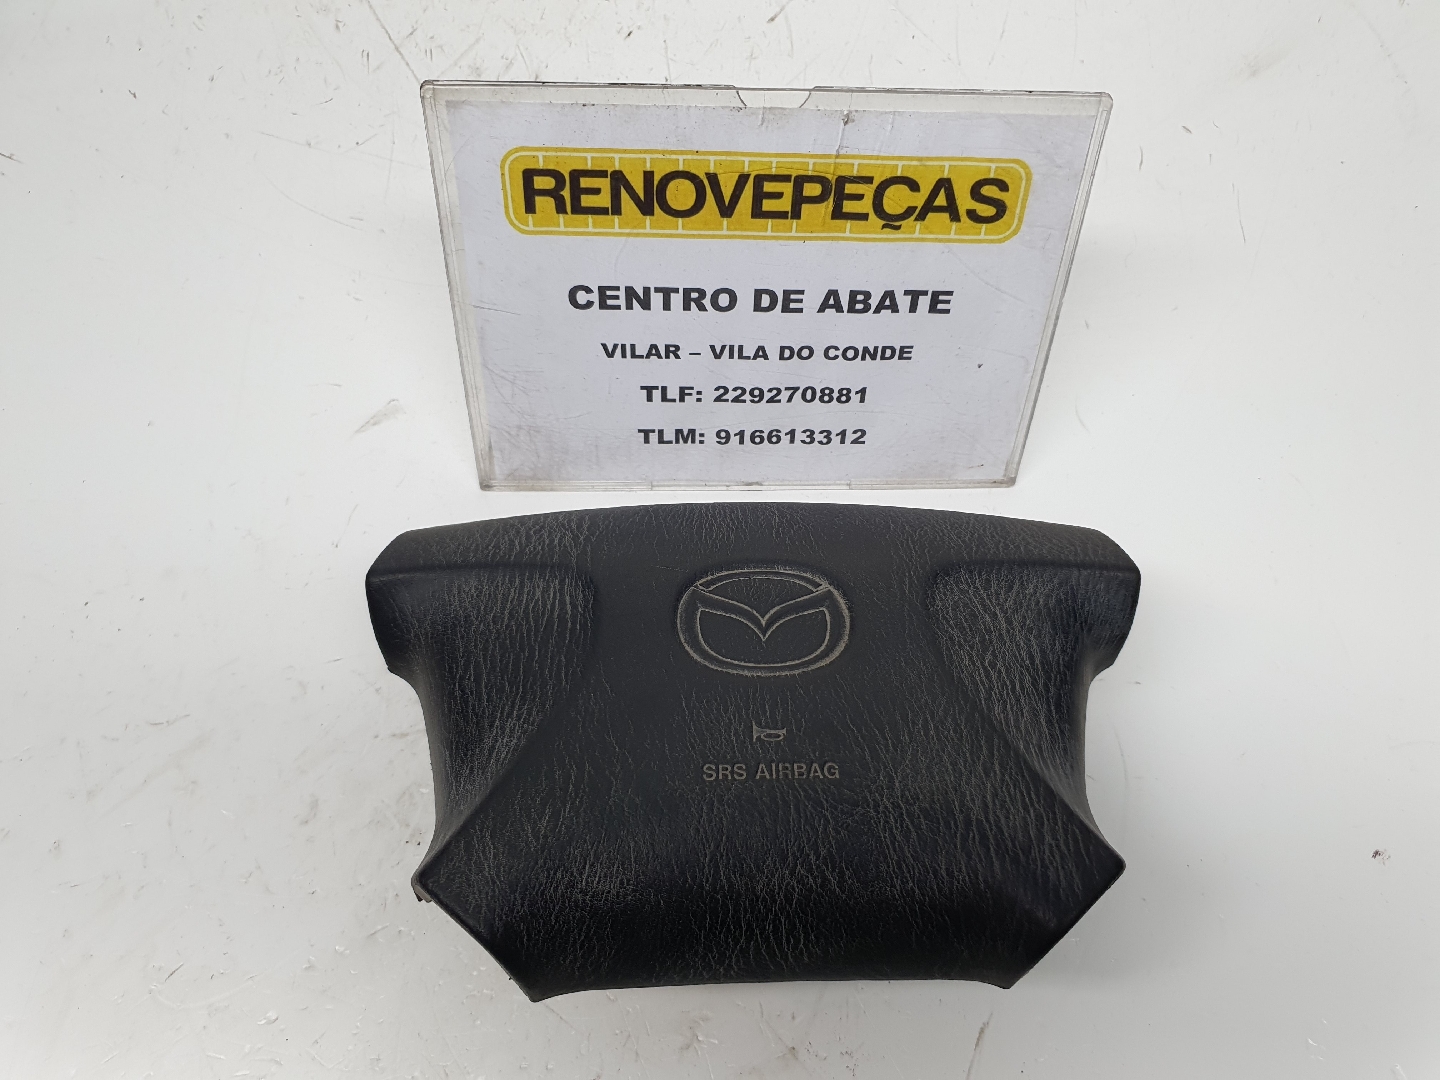 RENOVEPEÇAS
CENTRO DE ABATE
VILAR – VILA DO CONDE
TLF: 229270881
TLM: 916613312
SRS AIRBAG